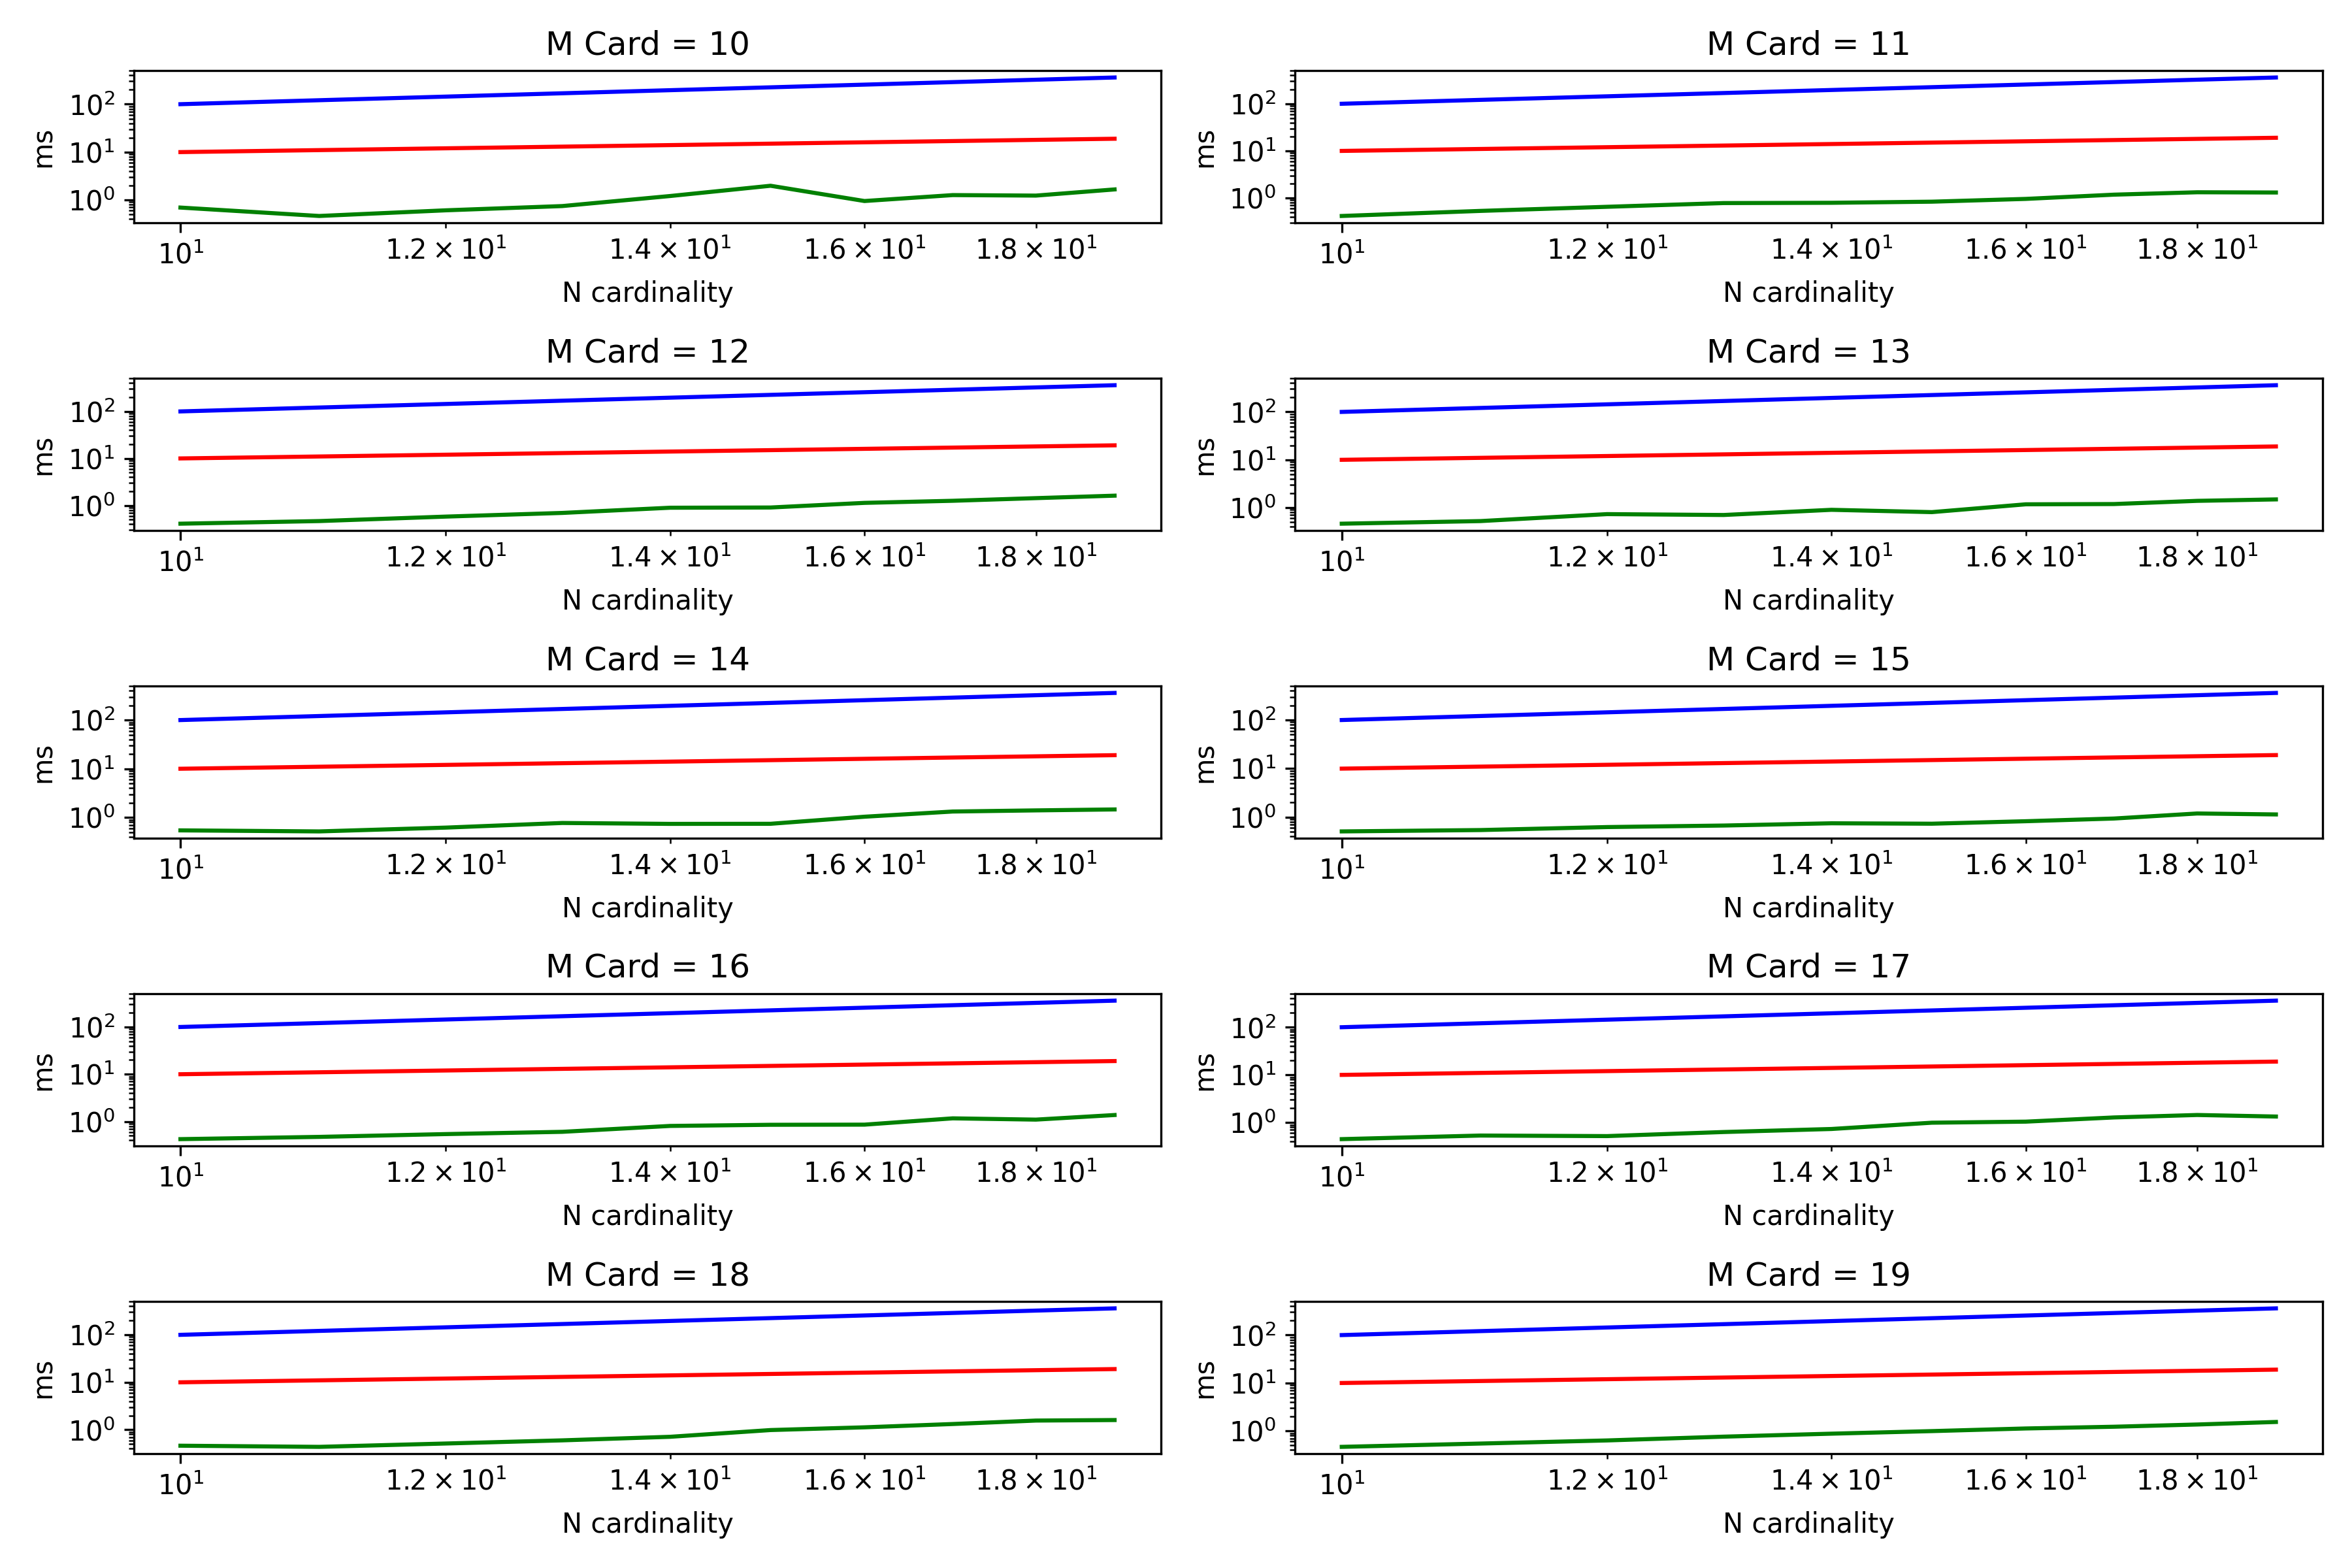 M Card = 10
ms
10²
10¹
10⁰
10¹ 1.2 × 10¹ 1.4 × 10¹ 1.6 × 10¹ 1.8 × 10¹
N cardinality
M Card = 11
ms
10²
10¹
10⁰
10¹ 1.2 × 10¹ 1.4 × 10¹ 1.6 × 10¹ 1.8 × 10¹
N cardinality
M Card = 12
ms
10²
10¹
10⁰
10¹ 1.2 × 10¹ 1.4 × 10¹ 1.6 × 10¹ 1.8 × 10¹
N cardinality
M Card = 13
ms
10²
10¹
10⁰
10¹ 1.2 × 10¹ 1.4 × 10¹ 1.6 × 10¹ 1.8 × 10¹
N cardinality
M Card = 14
ms
10²
10¹
10⁰
10¹ 1.2 × 10¹ 1.4 × 10¹ 1.6 × 10¹ 1.8 × 10¹
N cardinality
M Card = 15
ms
10²
10¹
10⁰
10¹ 1.2 × 10¹ 1.4 × 10¹ 1.6 × 10¹ 1.8 × 10¹
N cardinality
M Card = 16
ms
10²
10¹
10⁰
10¹ 1.2 × 10¹ 1.4 × 10¹ 1.6 × 10¹ 1.8 × 10¹
N cardinality
M Card = 17
ms
10²
10¹
10⁰
10¹ 1.2 × 10¹ 1.4 × 10¹ 1.6 × 10¹ 1.8 × 10¹
N cardinality
M Card = 18
ms
10²
10¹
10⁰
10¹ 1.2 × 10¹ 1.4 × 10¹ 1.6 × 10¹ 1.8 × 10¹
N cardinality
M Card = 19
ms
10²
10¹
10⁰
10¹ 1.2 × 10¹ 1.4 × 10¹ 1.6 × 10¹ 1.8 × 10¹
N cardinality